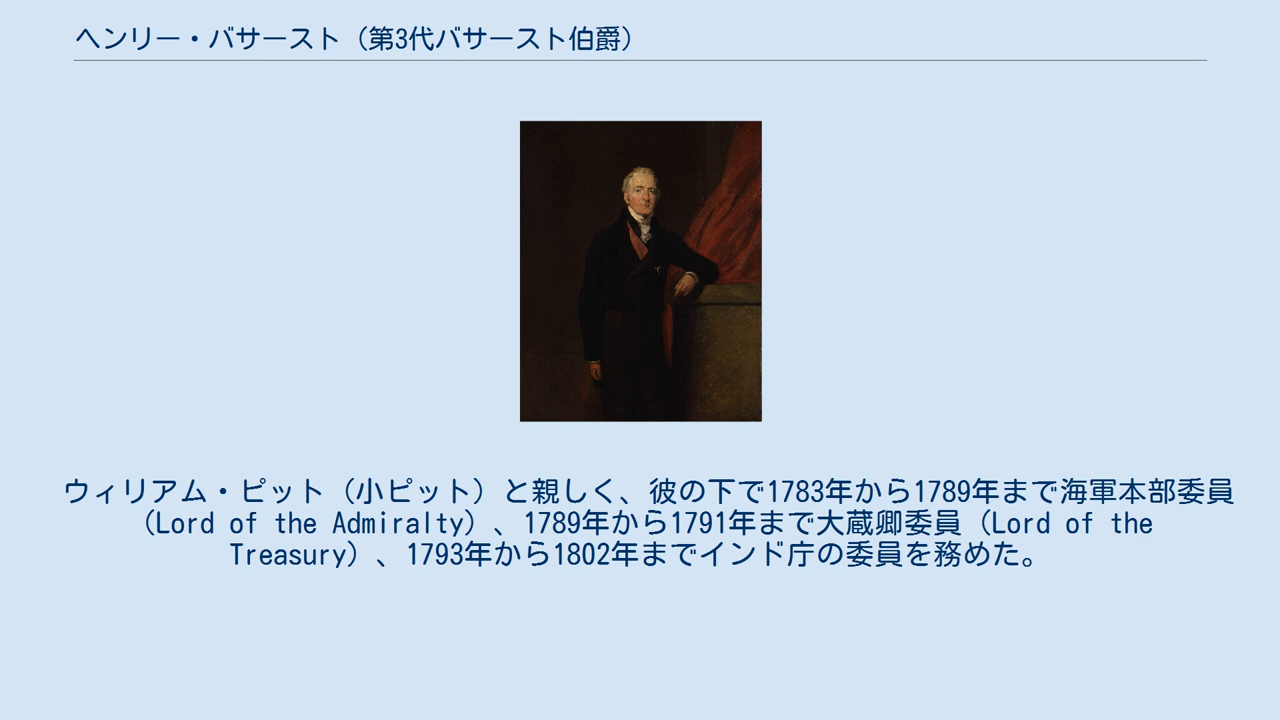 ヘンリー・バサースト（第3代バサースト伯爵）
ウィリアム・ピット（小ピット）と親しく、彼の下で1783年から1789年まで海軍本部委員
（Lord of the Admiralty）、1789年から1791年まで大蔵卿委員（Lord of the
Treasury）、1793年から1802年までインド庁の委員を務めた。